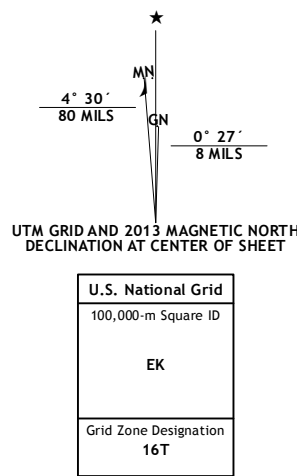 ★
MN
4° 30´
80 MILS
GN
0° 27´
8 MILS
UTM GRID AND 2013 MAGNETIC NORTH
DECLINATION AT CENTER OF SHEET
U.S. National Grid
100,000-m Square ID
EK
Grid Zone Designation
16T